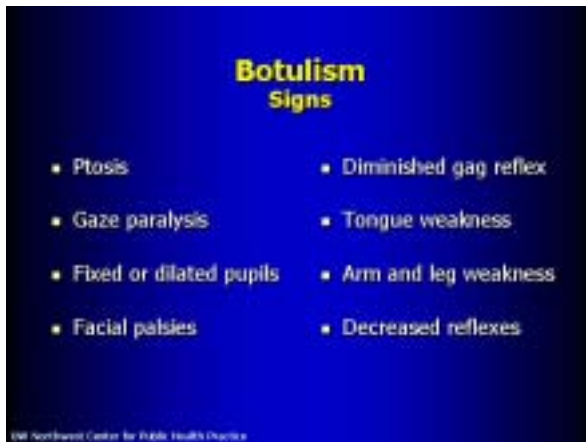 Botulism
Signs
▪ Ptosis
▪ Gaze paralysis
▪ Fixed or dilated pupils
▪ Facial palsies
▪ Diminished gag reflex
▪ Tongue weakness
▪ Arm and leg weakness
▪ Decreased reflexes
UW Northwest Center for Public Health Practice